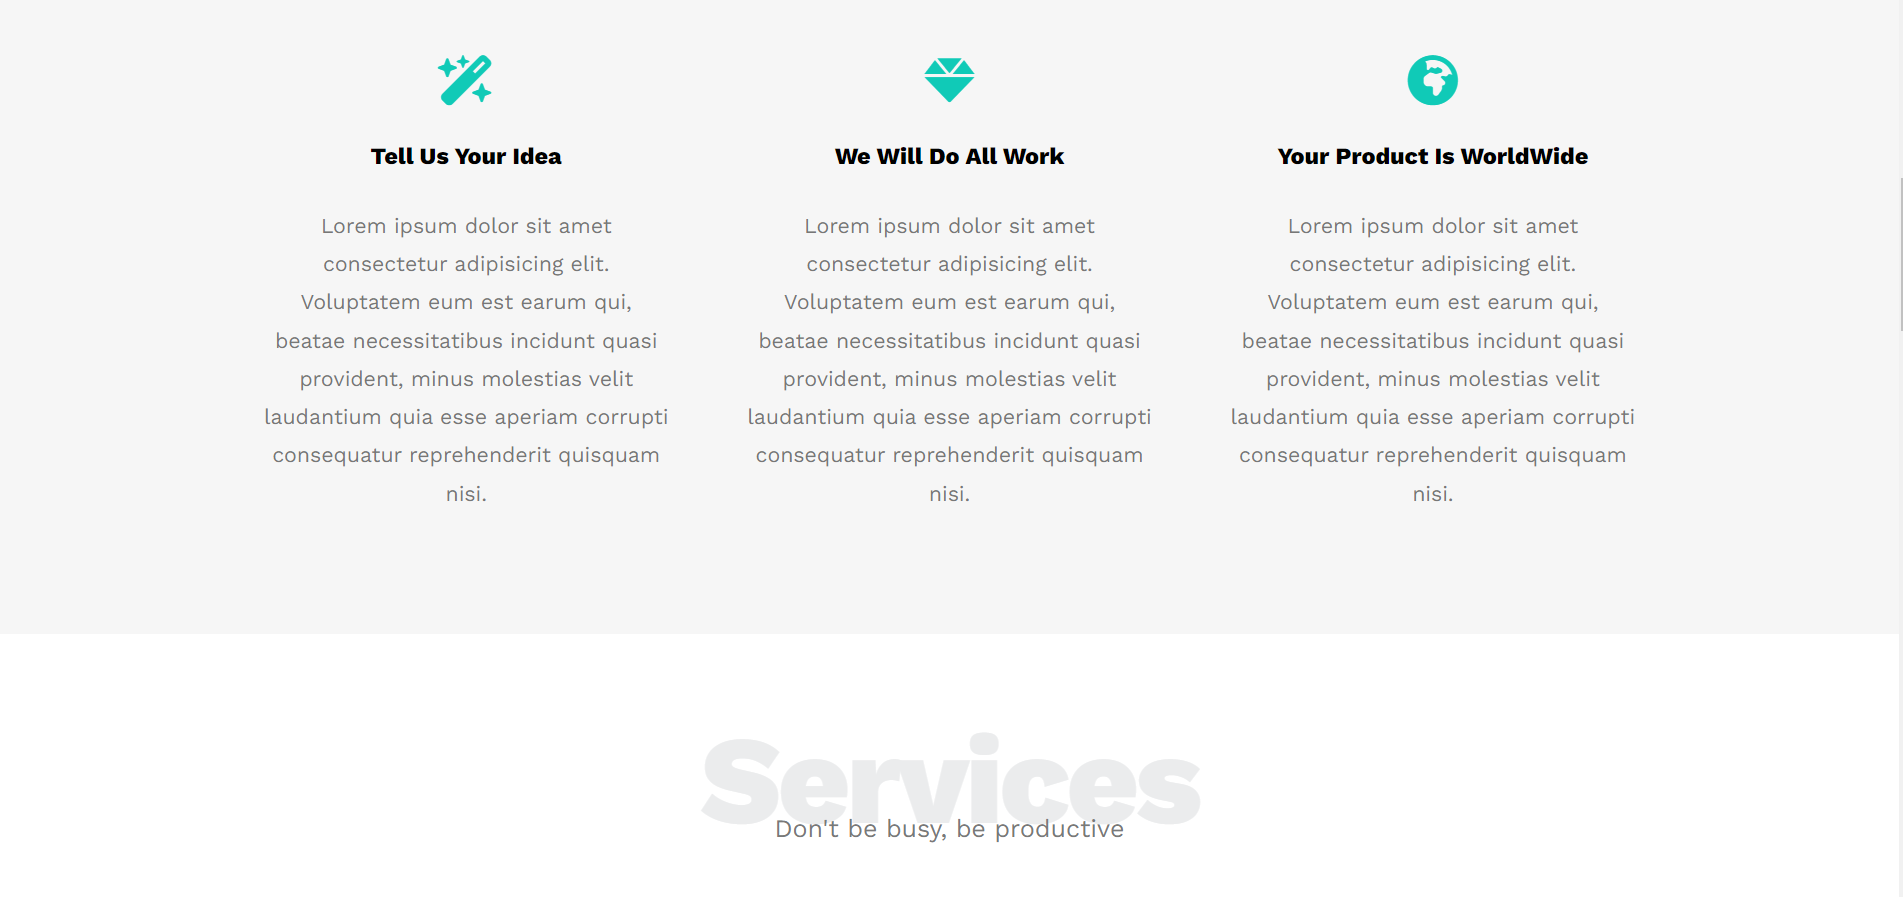 Tell Us Your Idea
Lorem ipsum dolor sit amet
consectetur adipisicing elit.
Voluptatem eum est earum qui,
beatae necessitatibus incidunt quasi
provident, minus molestias velit
laudantium quia esse aperiam corrupti
consequatur reprehenderit quisquam
nisi.
We Will Do All Work
Lorem ipsum dolor sit amet
consectetur adipisicing elit.
Voluptatem eum est earum qui,
beatae necessitatibus incidunt quasi
provident, minus molestias velit
laudantium quia esse aperiam corrupti
consequatur reprehenderit quisquam
nisi.
Your Product Is WorldWide
Lorem ipsum dolor sit amet
consectetur adipisicing elit.
Voluptatem eum est earum qui,
beatae necessitatibus incidunt quasi
provident, minus molestias velit
laudantium quia esse aperiam corrupti
consequatur reprehenderit quisquam
nisi.
Services
Don't be busy, be productive